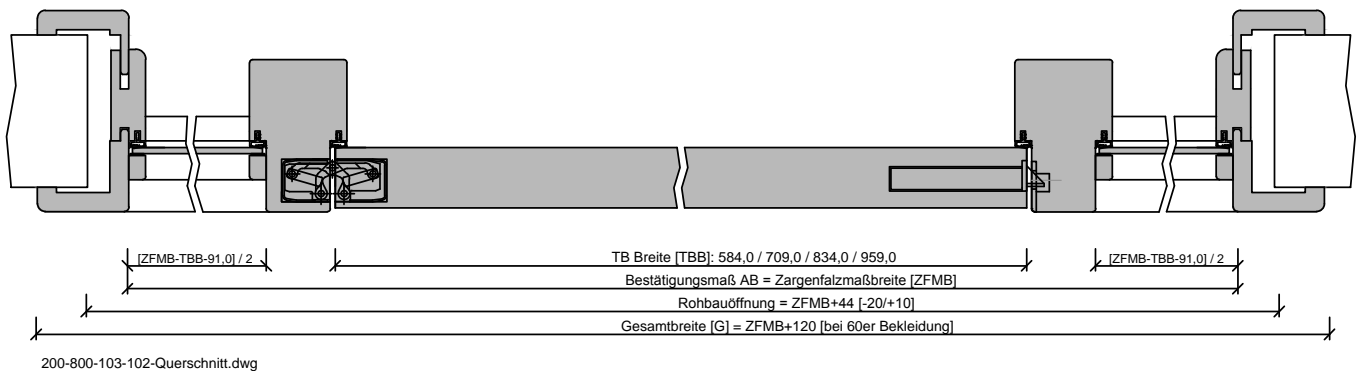 [ZFMB-TBB-91,0] / 2
TB Breite [TBB]: 584,0 / 709,0 / 834,0 / 959,0
[ZFMB-TBB-91,0] / 2
Bestätigungsmaß AB = Zargenfalzmaßbreite [ZFMB]
Rohbauöffnung = ZFMB+44 [-20/+10]
Gesamtbreite [G] = ZFMB+120 [bei 60er Bekleidung]
200-800-103-102-Querschnitt.dwg